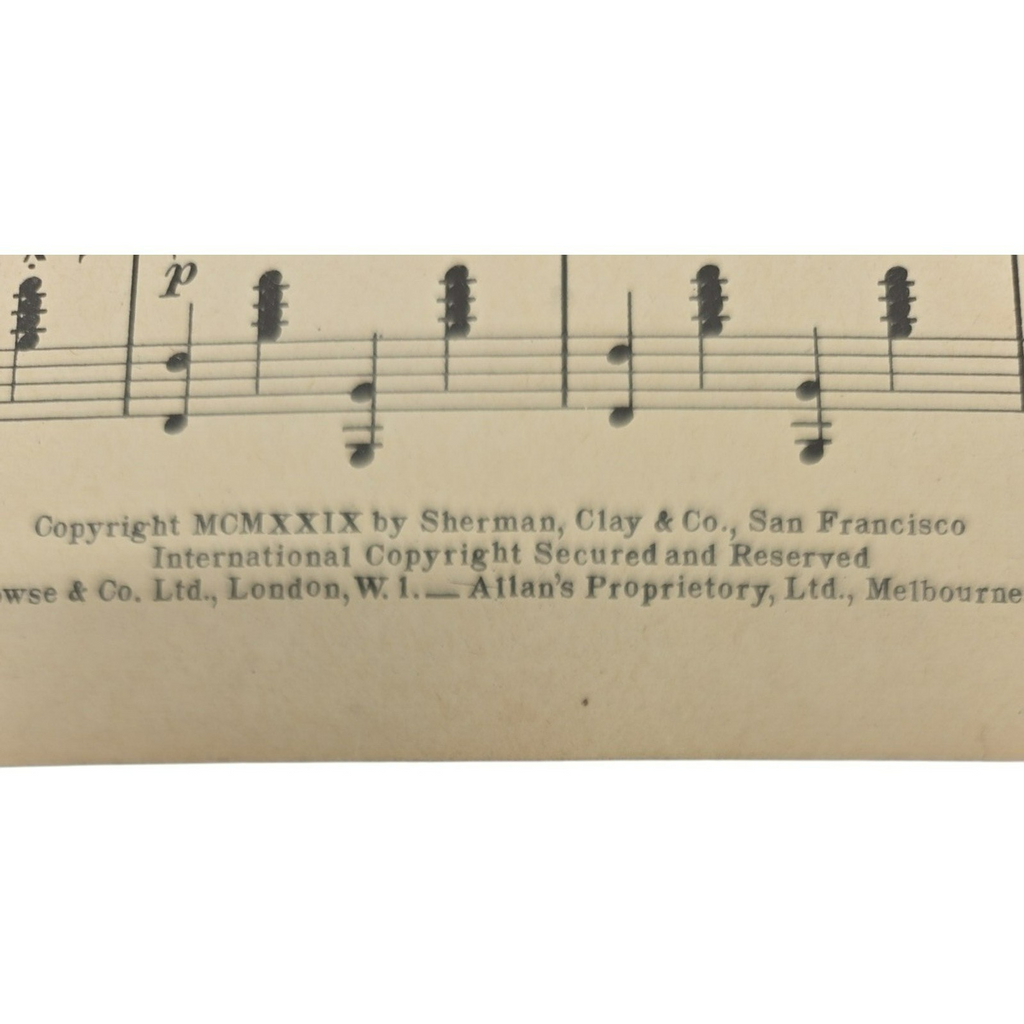 p
Copyright MCMXXIX by Sherman, Clay & Co., San Francisco
International Copyright Secured and Reserved
& Co. Ltd., London, W. 1.— Allan's Proprietory, Ltd., Melbourne